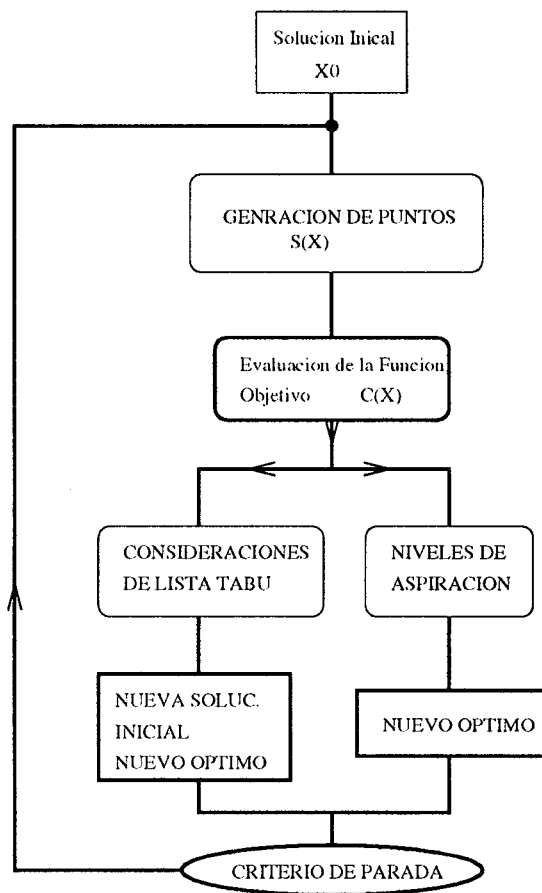 Solucion Inical
X0
GENRACION DE PUNTOS
S(X)
Evaluacion de la Funcion
Objetivo C(X)
CONSIDERACIONES
DE LISTA TABU
NIVELES DE
ASPIRACION
NUEVA SOLUC.
INICIAL
NUEVO OPTIMO
NUEVO OPTIMO
CRITERIO DE PARADA